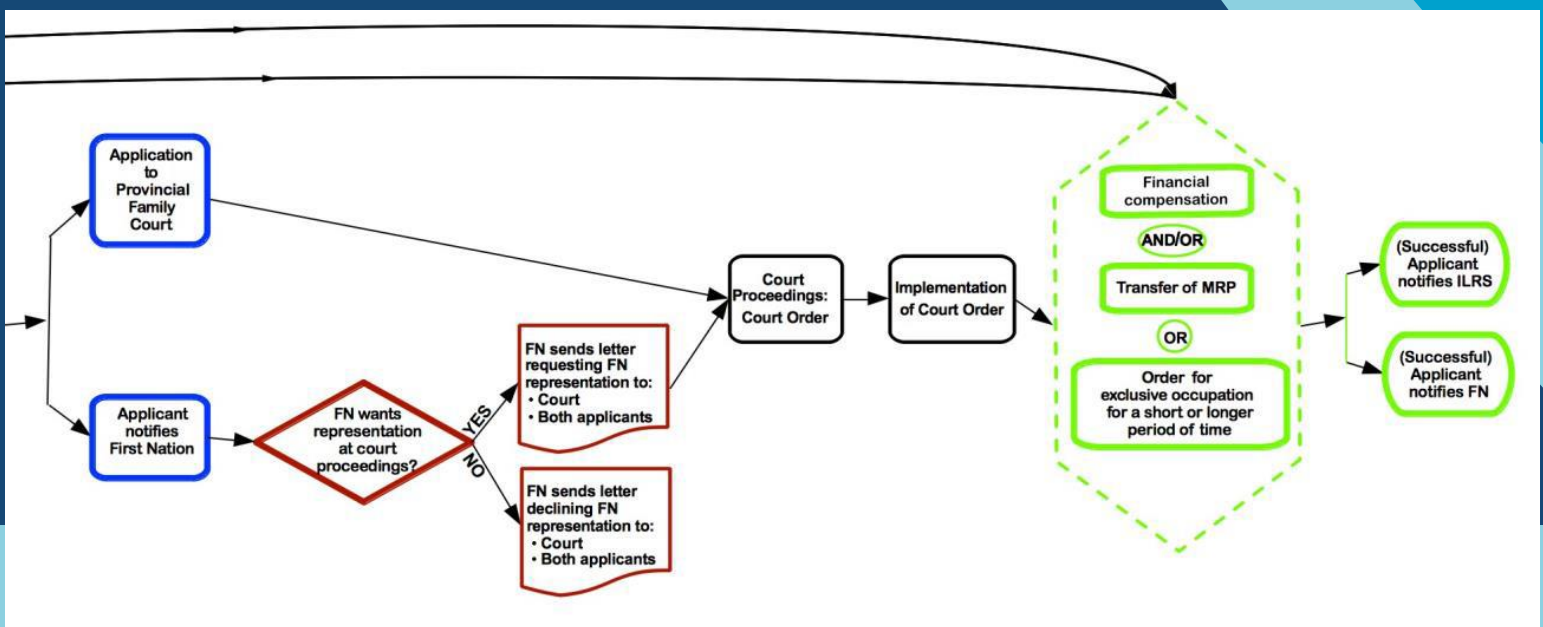 Application
to
Provincial
Family
Court
Applicant
notifies
First Nation
FN wants
representation
at court
proceedings?
YES
NO
FN sends letter
requesting FN
representation to:
• Court
• Both applicants
FN sends letter
declining FN
representation to:
• Court
• Both applicants
Court
Proceedings:
Court Order
Implementation
of Court Order
Financial
compensation
AND/OR
Transfer of MRP
OR
Order for
exclusive occupation
for a short or longer
period of time
(Successful)
Applicant
notifies ILRS
(Successful)
Applicant
notifies FN